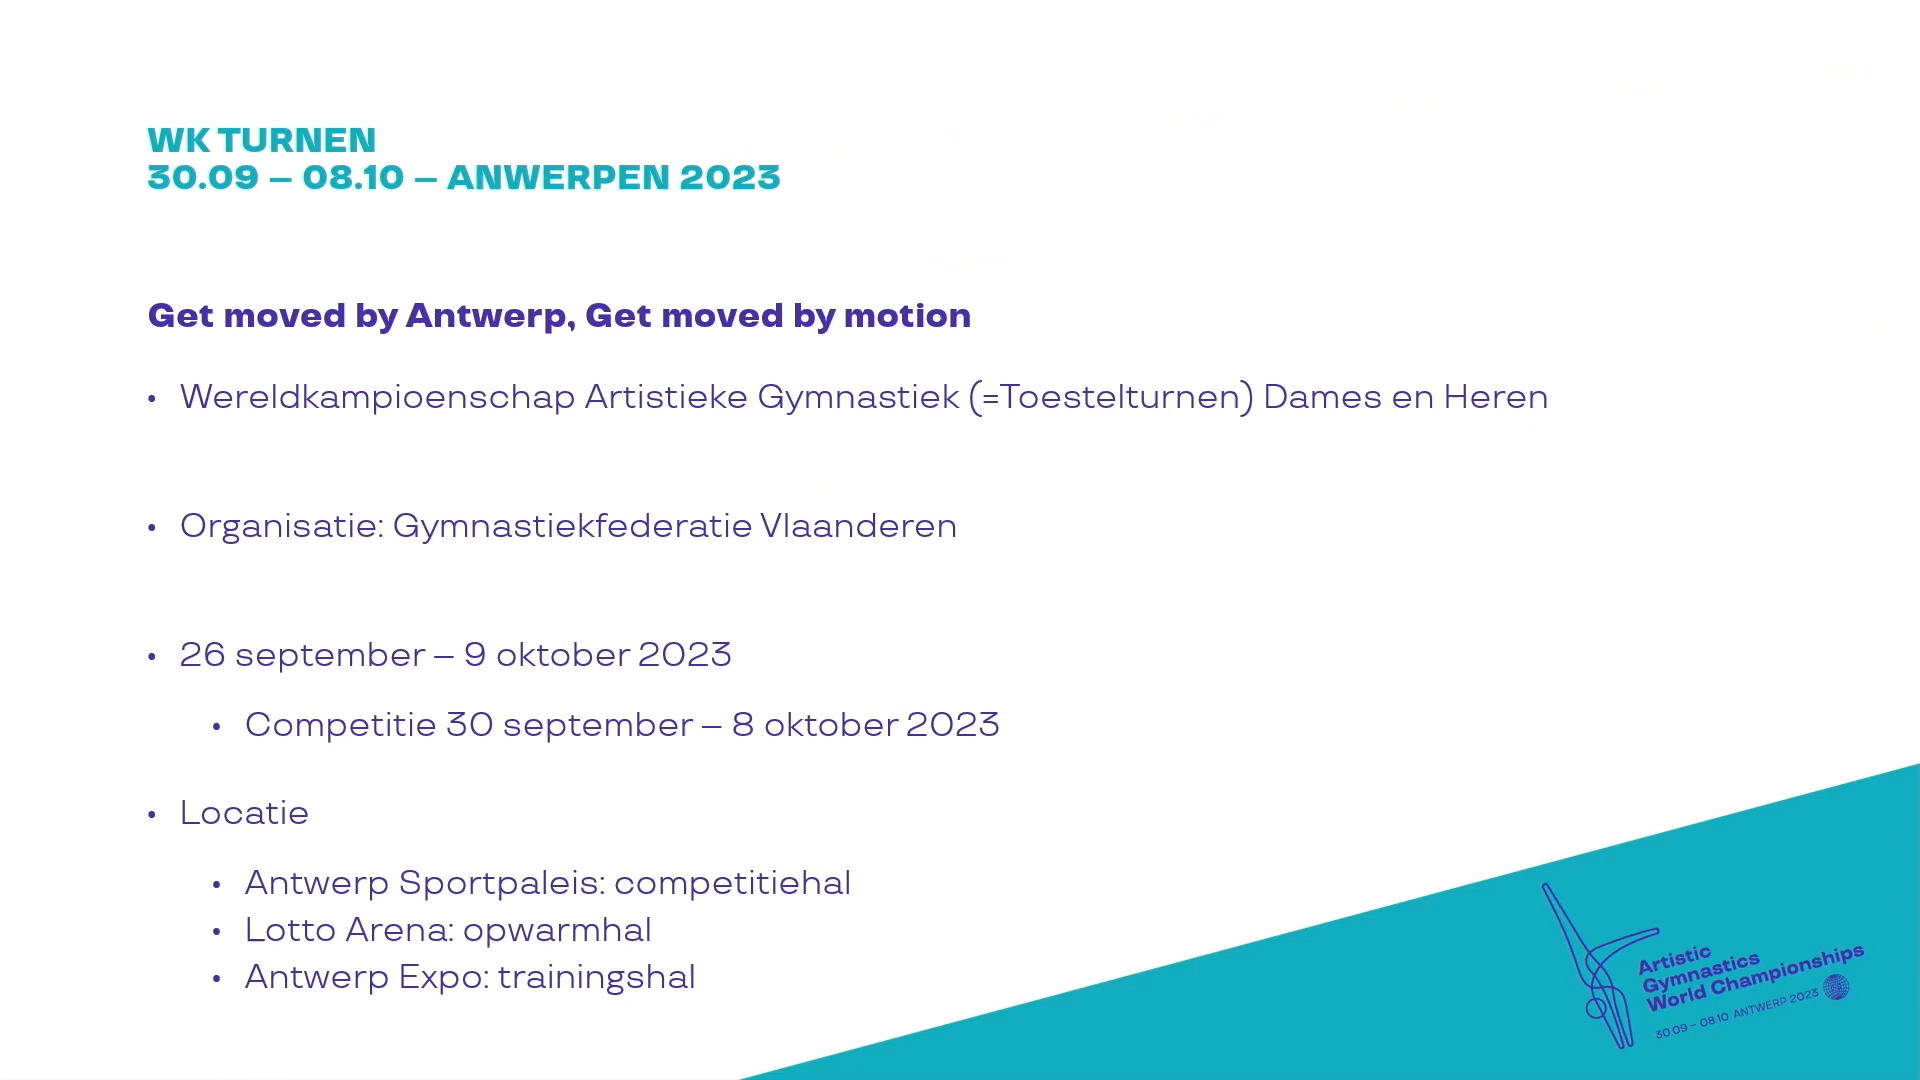 WK TURNEN
30.09 – 08.10 – ANWERPEN 2023
Get moved by Antwerp, Get moved by motion
• Wereldkampioenschap Artistieke Gymnastiek (=Toestelturnen) Dames en Heren
• Organisatie: Gymnastiekfederatie Vlaanderen
• 26 september – 9 oktober 2023
• Competitie 30 september – 8 oktober 2023
• Locatie
• Antwerp Sportpaleis: competitiehal
• Lotto Arena: opwarmhal
• Antwerp Expo: trainingshal
Artistic
Gymnastics
World Championships
30.09 – 08.10 ANTWERP 2023